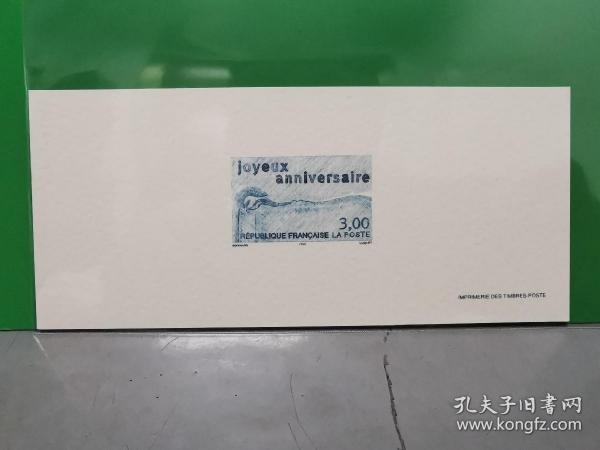 joyeux
anniversaire
3,00
RÉPUBLIQUE FRANÇAISE LA POSTE
IMPRIMERIE DES TIMBRES-POSTE
孔夫子旧書网
www.kongfz.com